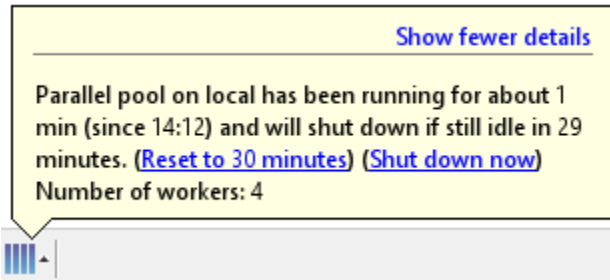 Show fewer details
Parallel pool on local has been running for about 1
min (since 14:12) and will shut down if still idle in 29
minutes. (Reset to 30 minutes) (Shut down now)
Number of workers: 4